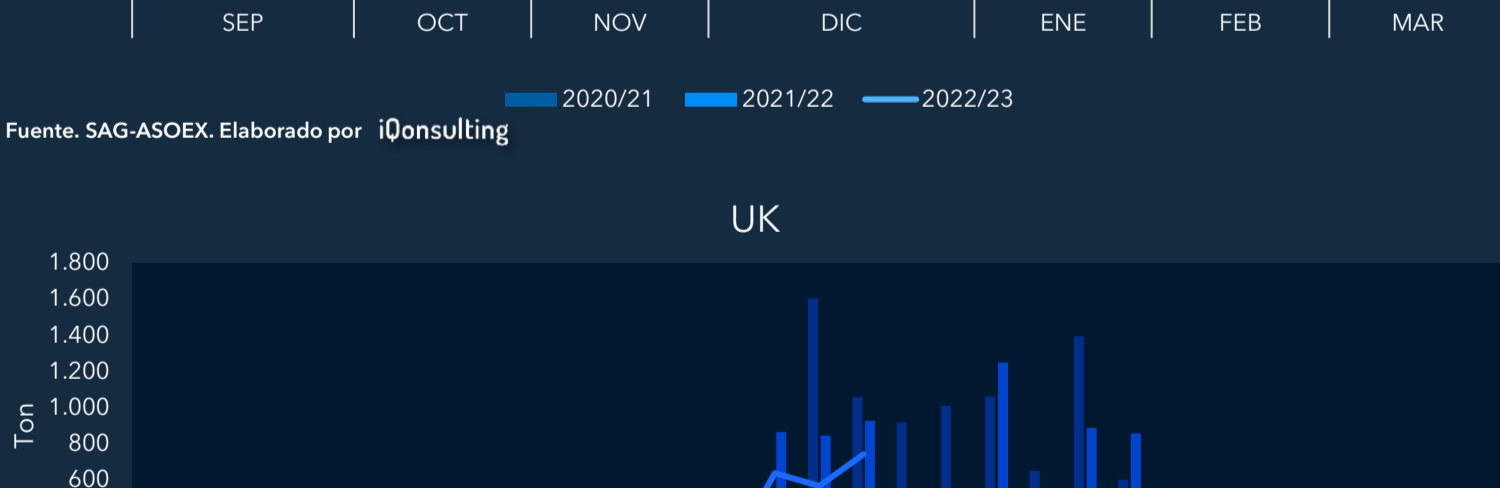 SEP OCT NOV DIC ENE FEB MAR
2020/21 2021/22 2022/23
Fuente. SAG-ASOEX. Elaborado por iQonsulting
UK
1.800
1.600
1.400
1.200
1.000
800
600
Ton